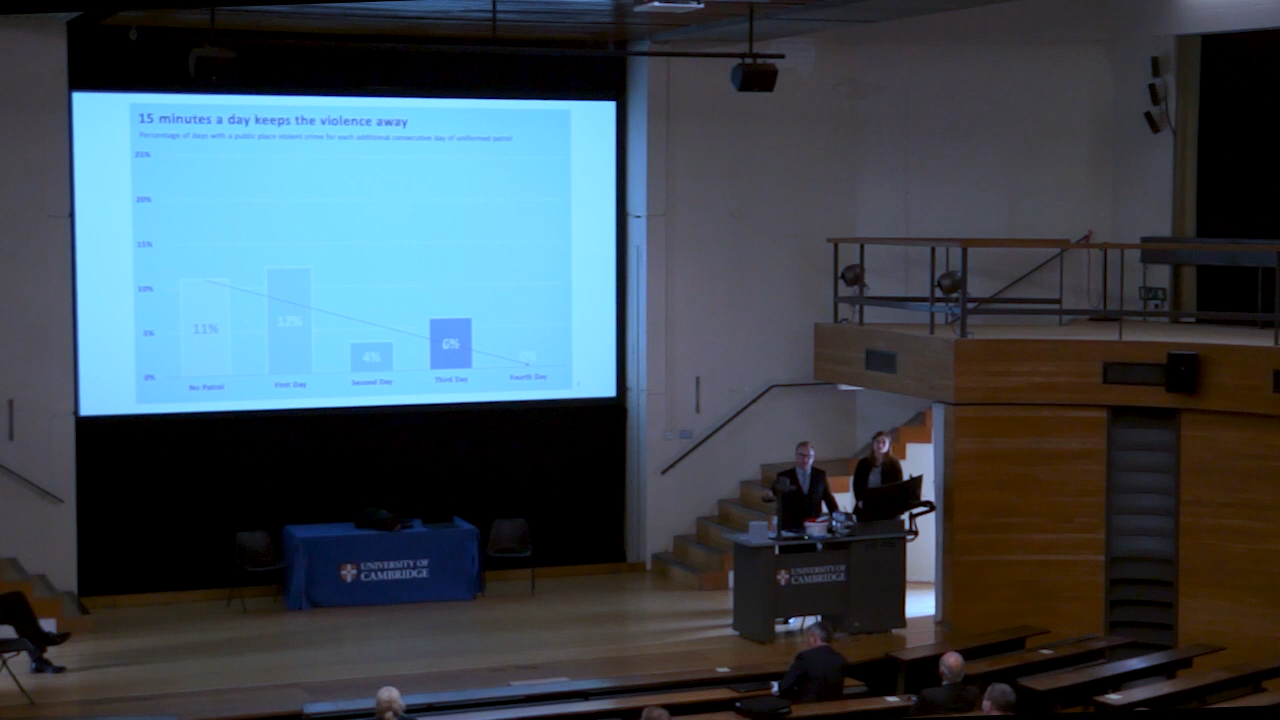 15 minutes a day keeps the violence away
Percentage of days with a public place violent crime for each additional consecutive day of uniformed patrol
25%
20%
15%
10%
5%
0%
11%
12%
4%
6%
0%
No Patrol
First Day
Second Day
Third Day
Fourth Day
UNIVERSITY OF
CAMBRIDGE
UNIVERSITY OF
CAMBRIDGE